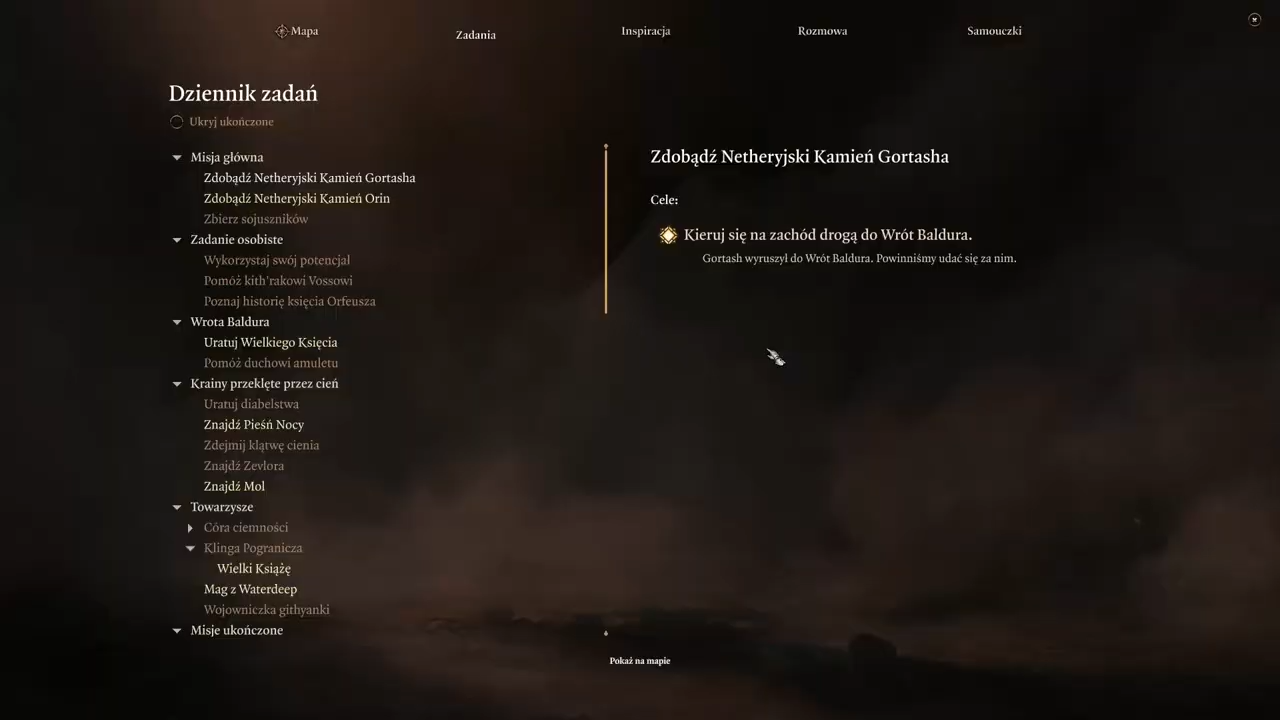 Mapa
Zadania
Inspiracja
Rozmowa
Samouczki
Dziennik zadań
Ukryj ukończone
Misja główna
Zdobądź Netheryjski Kamień Gortasha
Zdobądź Netheryjski Kamień Orin
Zbierz sojuszników
Zadanie osobiste
Wykorzystaj swój potencjał
Pomóż kith'rakowi Vossowi
Poznaj historię księcia Orfeusza
Wrota Baldura
Uratuj Wielkiego Księcia
Pomóż duchowi amuletu
Krainy przeklęte przez cień
Uratuj diabelstwa
Znajdź Pieśń Nocy
Zdejmij klątwę cienia
Znajdź Zevlora
Znajdź Mol
Towarzysze
Córa ciemności
Klinga Pogranicza
Wielki Książę
Mag z Waterdeep
Wojowniczka githyanki
Misje ukończone
Zdobądź Netheryjski Kamień Gortasha
Cele:
Kieruj się na zachód drogą do Wrót Baldura.
Gortash wyruszył do Wrót Baldura. Powinniśmy udać się za nim.
Pokaż na mapie